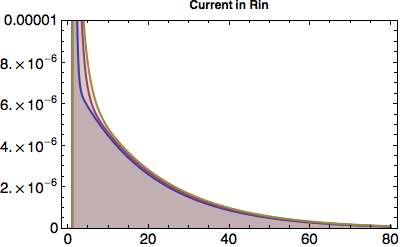 Current in Rin
0.00001
8. × 10⁻⁶
6. × 10⁻⁶
4. × 10⁻⁶
2. × 10⁻⁶
0
0 20 40 60 80